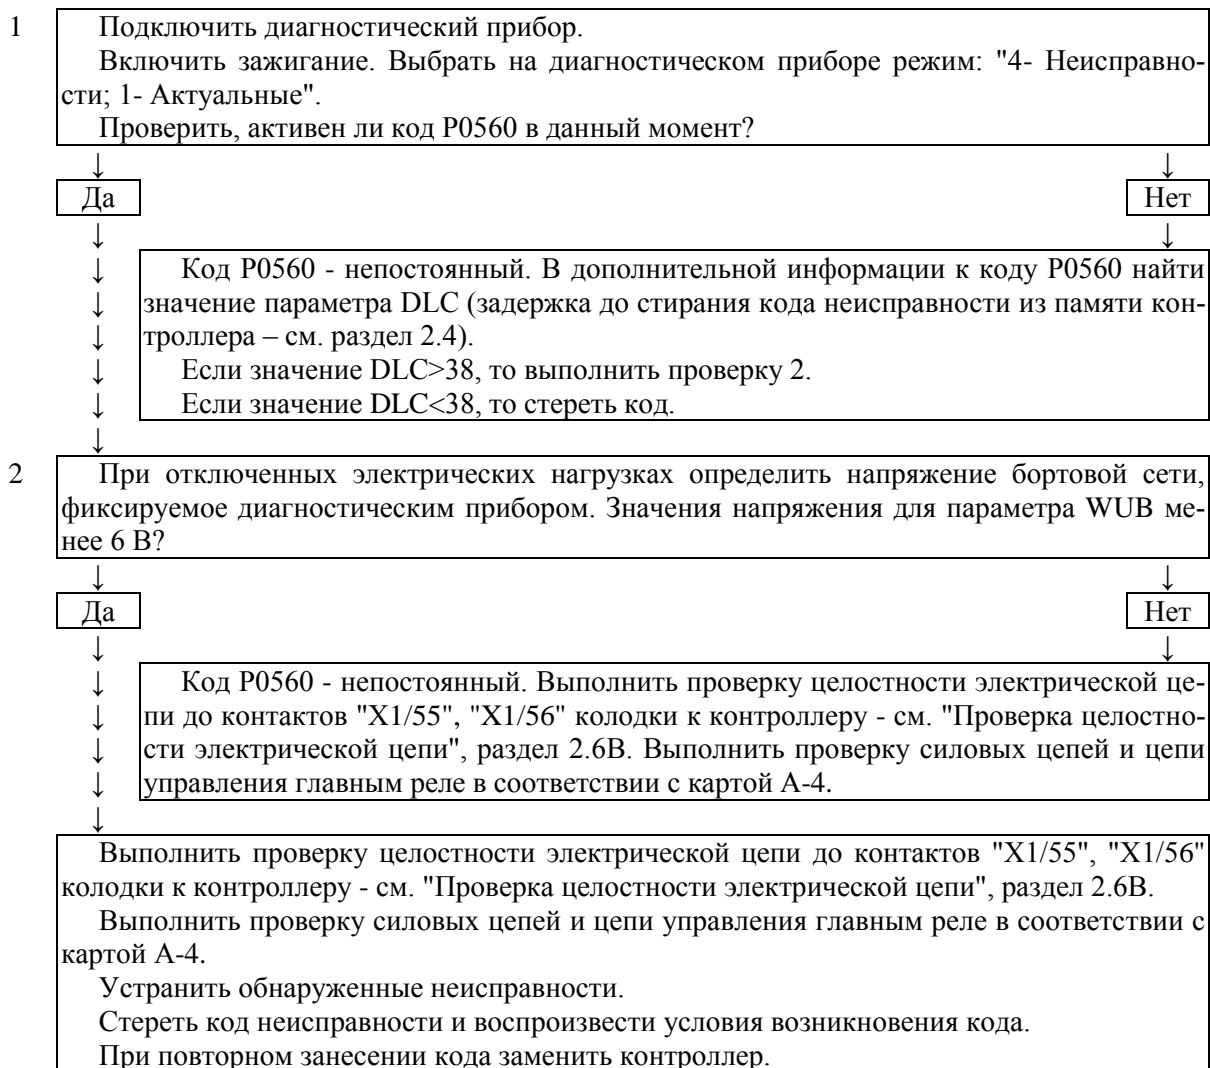 1
Подключить диагностический прибор.
Включить зажигание. Выбрать на диагностическом приборе режим: "4- Неисправно-
сти; 1- Актуальные".
Проверить, активен ли код P0560 в данный момент?
↓ ↓
Да Нет
↓ ↓
↓ Код P0560 - непостоянный. В дополнительной информации к коду P0560 найти
↓ значение параметра DLC (задержка до стирания кода неисправности из памяти кон-
↓ троллера – см. раздел 2.4).
↓ Если значение DLC>38, то выполнить проверку 2.
↓ Если значение DLC<38, то стереть код.
↓
2
При отключенных электрических нагрузках определить напряжение бортовой сети,
фиксируемое диагностическим прибором. Значения напряжения для параметра WUB ме-
нее 6 В?
↓ ↓
Да Нет
↓ ↓
↓ Код P0560 - непостоянный. Выполнить проверку целостности электрической це-
↓ пи до контактов "X1/55", "X1/56" колодки к контроллеру - см. "Проверка целостно-
↓ сти электрической цепи", раздел 2.6В. Выполнить проверку силовых цепей и цепи
↓ управления главным реле в соответствии с картой А-4.
↓
Выполнить проверку целостности электрической цепи до контактов "X1/55", "X1/56"
колодки к контроллеру - см. "Проверка целостности электрической цепи", раздел 2.6В.
Выполнить проверку силовых цепей и цепи управления главным реле в соответствии с
картой А-4.
Устранить обнаруженные неисправности.
Стереть код неисправности и воспроизвести условия возникновения кода.
При повторном занесении кода заменить контроллер.